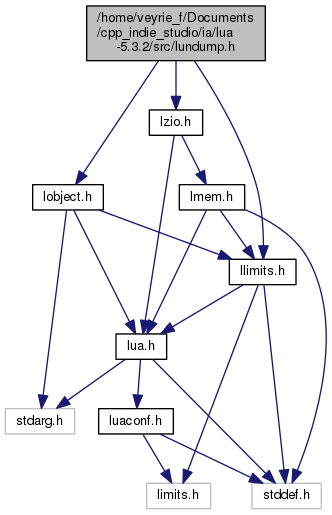 /home/veyrie_f/Documents
/cpp_indie_studio/ia/lua
-5.3.2/src/lundump.h
lzio.h
lobject.h
lmem.h
llimits.h
lua.h
stdarg.h
luaconf.h
limits.h
stddef.h